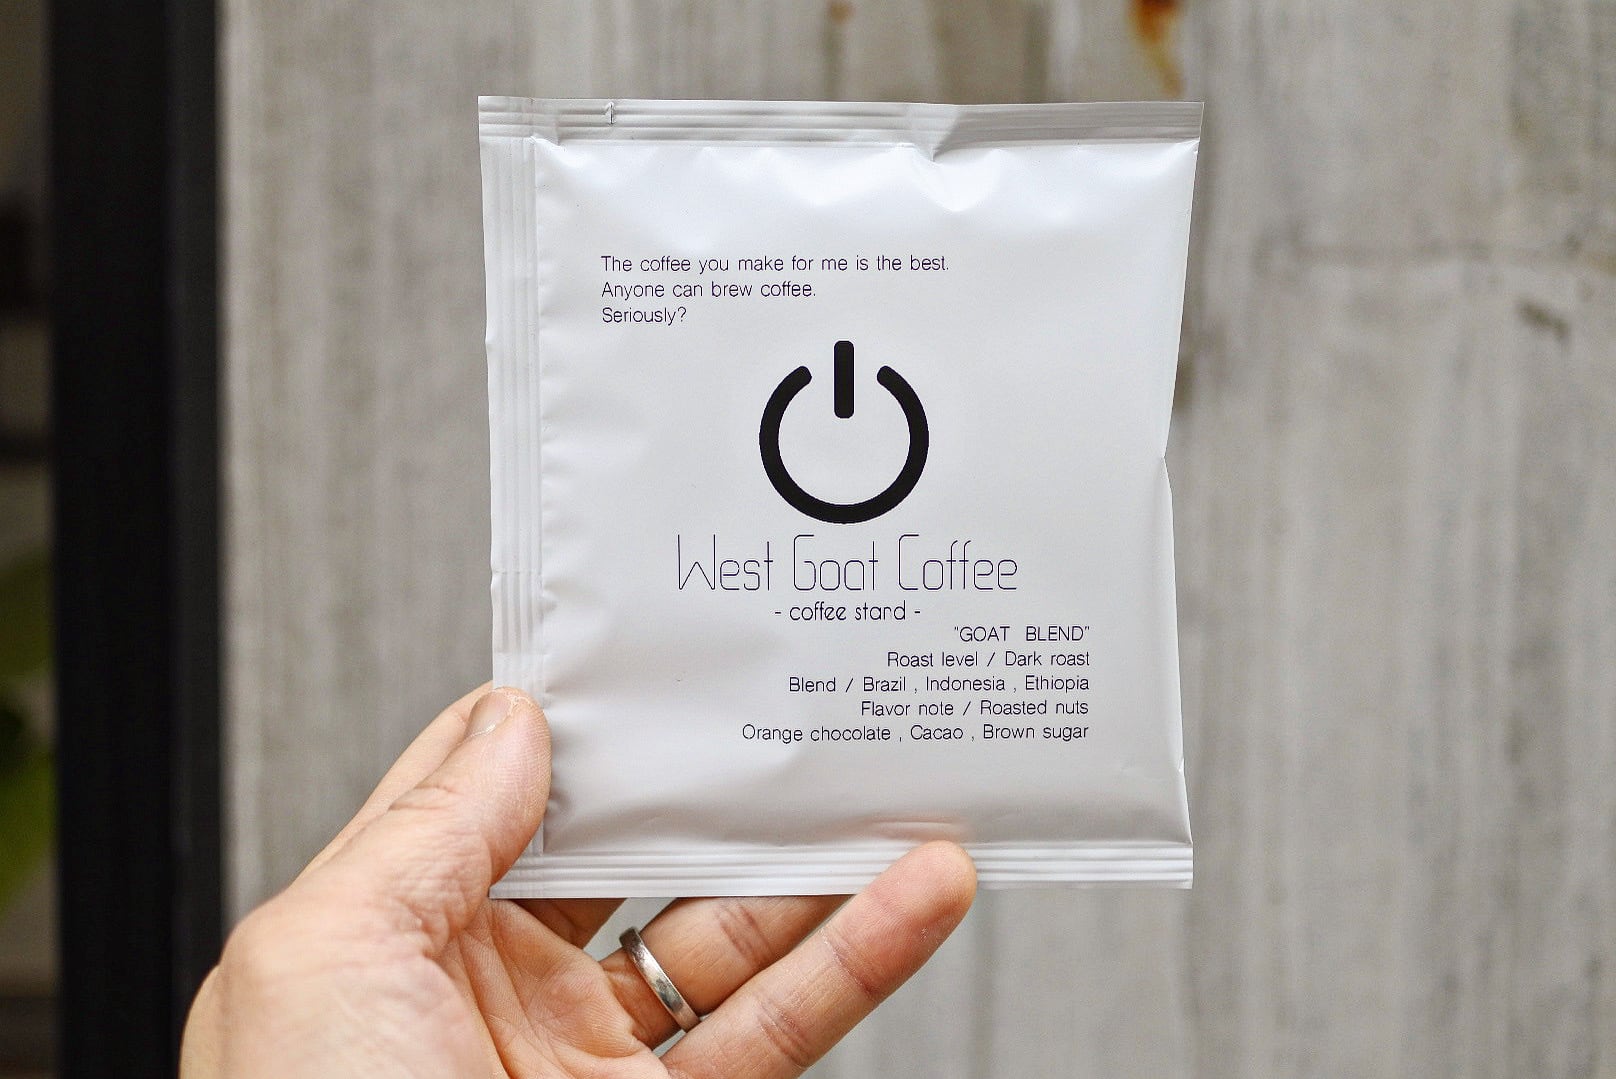 The coffee you make for me is the best.
Anyone can brew coffee.
Seriously?
West Goat Coffee
- coffee stand -
"GOAT BLEND"
Roast level / Dark roast
Blend / Brazil , Indonesia , Ethiopia
Flavor note / Roasted nuts
Orange chocolate , Cacao , Brown sugar